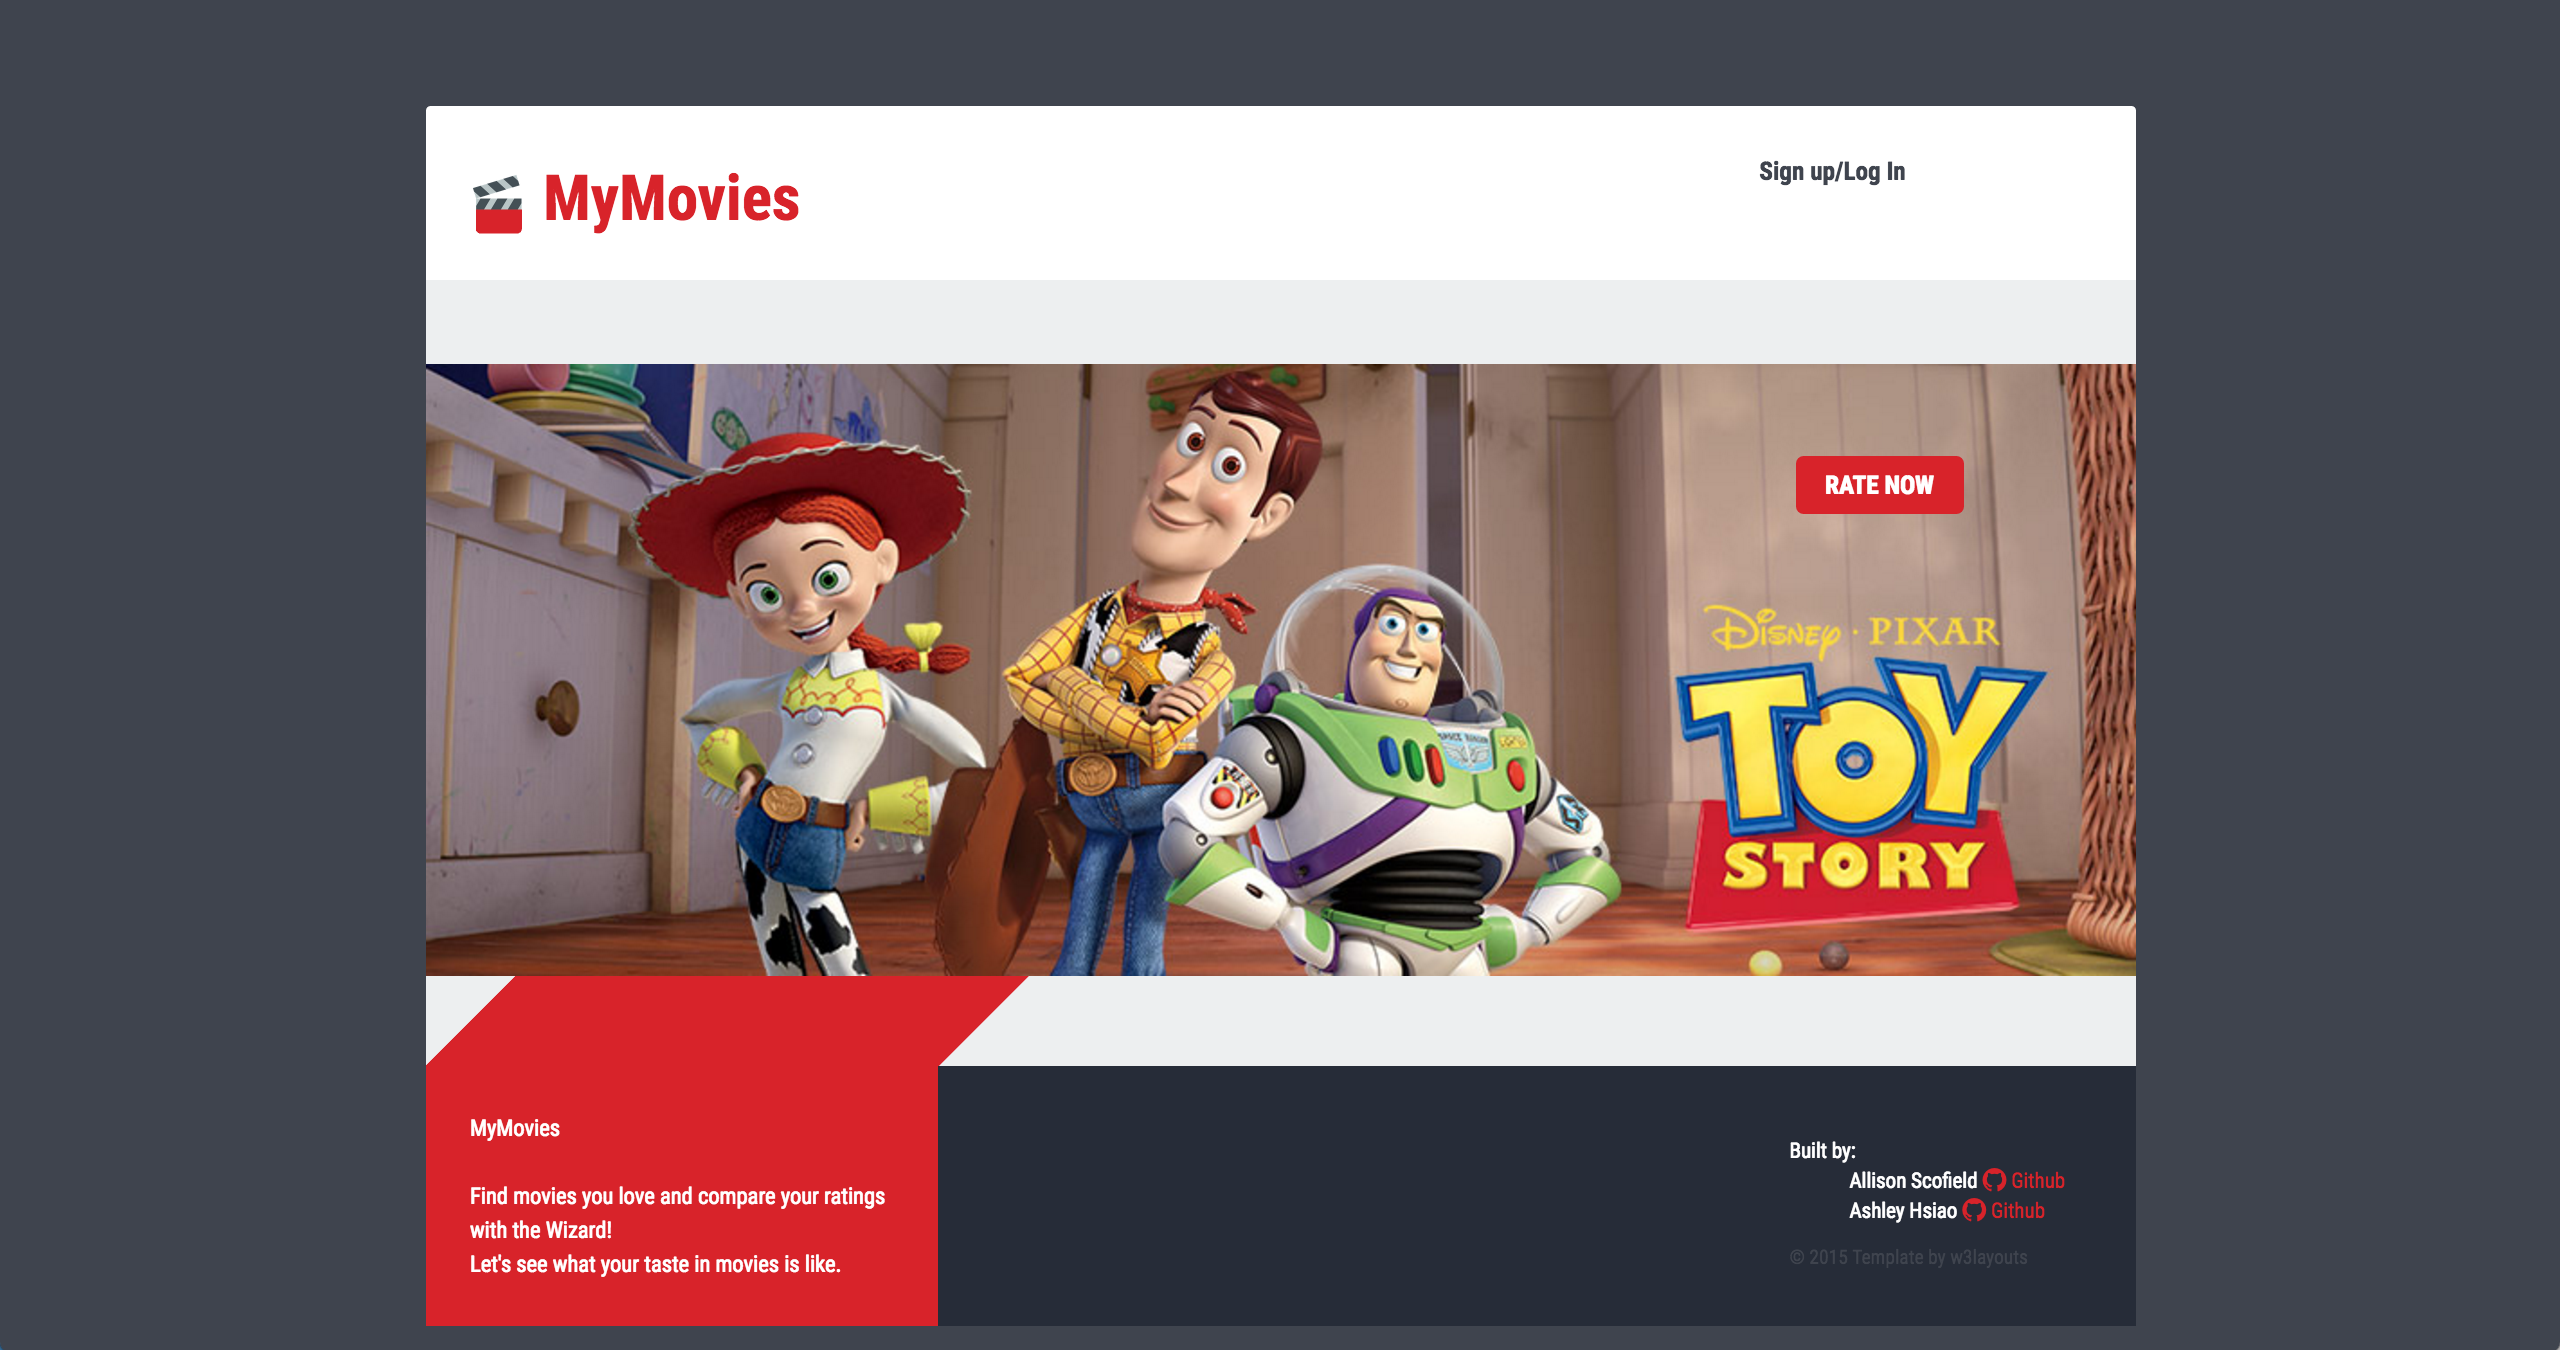 MyMovies
Sign up/Log In
RATE NOW
Disney · PIXAR
TOY
STORY
SPACE RANGER
MyMovies
Find movies you love and compare your ratings
with the Wizard!
Let's see what your taste in movies is like.
Built by:
Allison Scofield Github
Ashley Hsiao Github
© 2015 Template by w3layouts